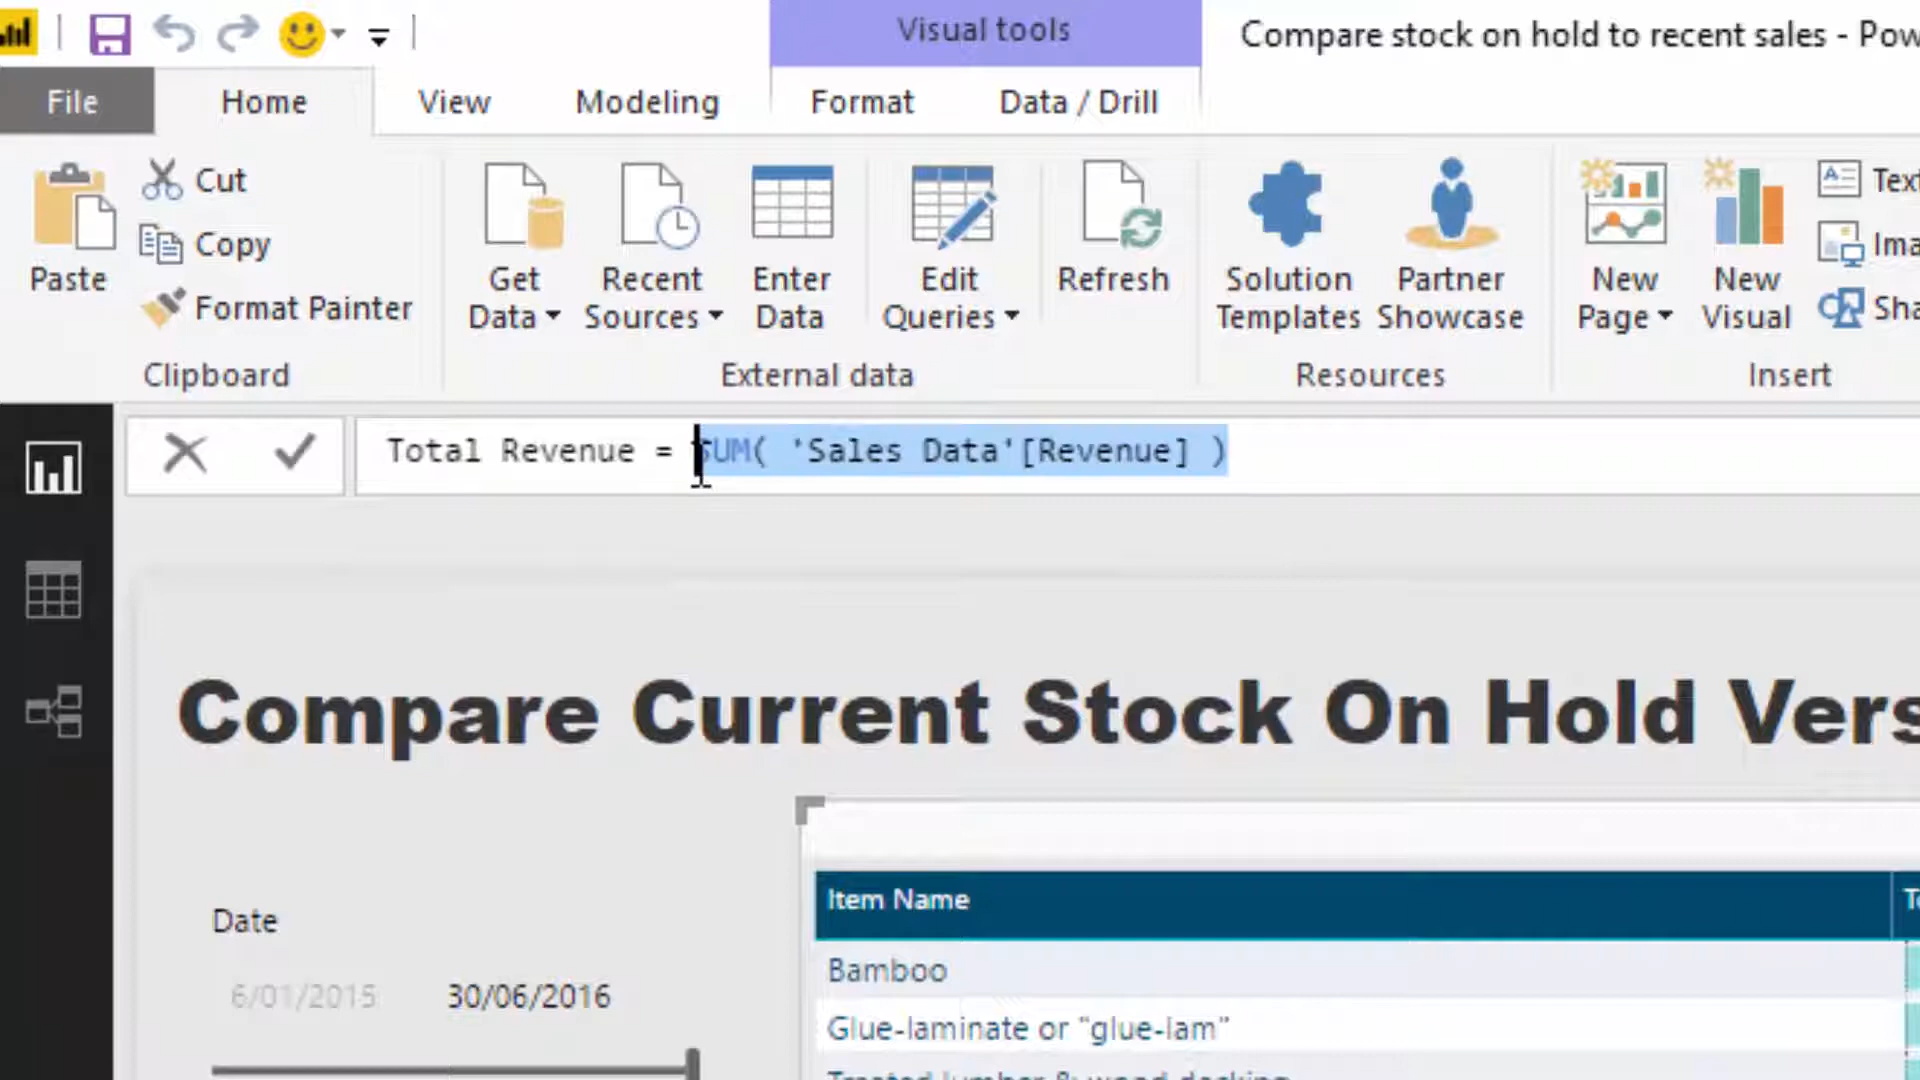 Visual tools
Compare stock on hold to recent sales -
File
Home
View
Modeling
Format
Data / Drill
Paste
Cut
Copy
Format Painter
Get Data
Recent Sources
Enter Data
Edit Queries
Refresh
Solution Templates
Partner Showcase
New Page
New Visual
Clipboard
External data
Resources
Insert
Total Revenue = SUM( 'Sales Data'[Revenue] )
Compare Current Stock On Hold
Date
6/01/2015
30/06/2016
Item Name
Bamboo
Glue-laminate or "glue-lam"